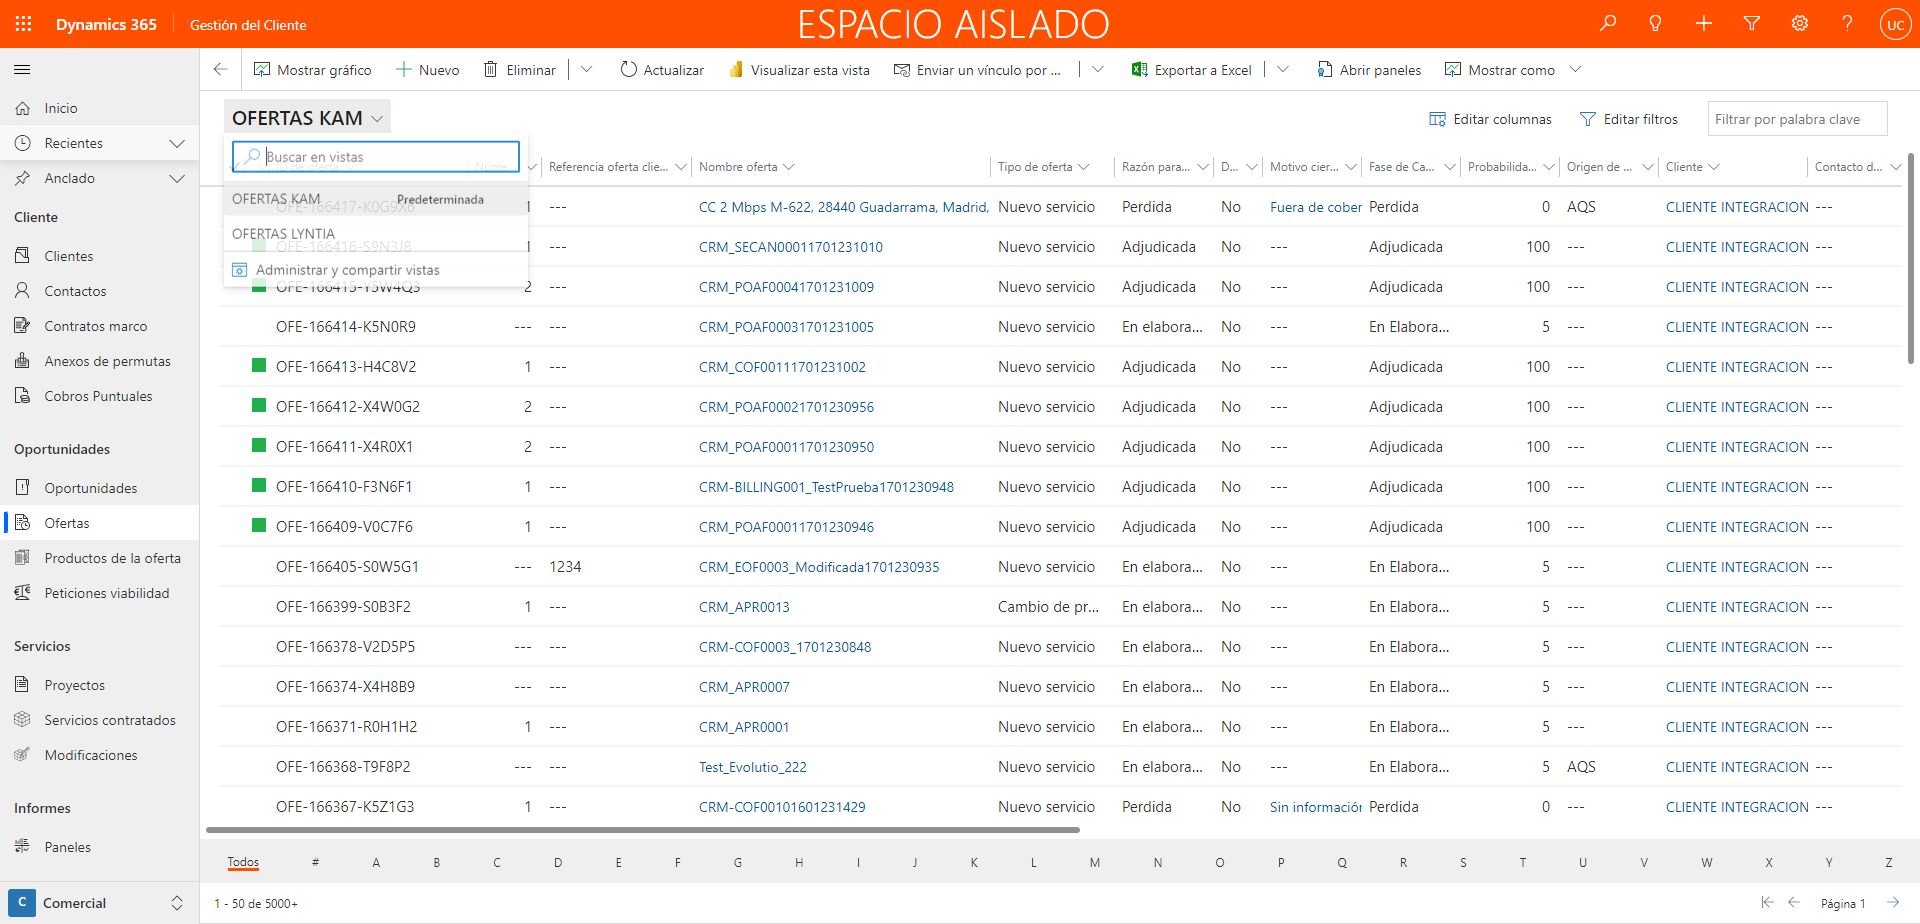 Dynamics 365 Gestión del Cliente ESPACIO AISLADO UC
Mostrar gráfico Nuevo Eliminar Actualizar Visualizar esta vista Enviar un vínculo por ... Exportar a Excel Abrir paneles Mostrar como
Inicio
Recientes
Anclado
Cliente
Clientes
Contactos
Contratos marco
Anexos de permutas
Cobros Puntuales
Oportunidades
Oportunidades
Ofertas
Productos de la oferta
Peticiones viabilidad
Servicios
Proyectos
Servicios contratados
Modificaciones
Informes
Paneles
C Comercial
OFERTAS KAM Editar columnas Editar filtros Filtrar por palabra clave
Buscar en vistas
OFERTAS KAM Predeterminada
OFERTAS LYNTIA
Administrar y compartir vistas
Núme... Referencia oferta clie... Nombre oferta Tipo de oferta Razón para... D... Motivo cier... Fase de Ca... Probabilida... Origen de ... Cliente Contacto d...
OFE-166417-K0G9X6 1 --- CC 2 Mbps M-622, 28440 Guadarrama, Madrid, Nuevo servicio Perdida No Fuera de cober Perdida 0 AQS CLIENTE INTEGRACION ---
OFE-166416-S9N3J8 1 --- CRM_SECAN00011701231010 Nuevo servicio Adjudicada No --- Adjudicada 100 --- CLIENTE INTEGRACION ---
OFE-166415-Y5W4Q3 2 --- CRM_POAF00041701231009 Nuevo servicio Adjudicada No --- Adjudicada 100 --- CLIENTE INTEGRACION ---
OFE-166414-K5N0R9 --- --- CRM_POAF00031701231005 Nuevo servicio En elabora... No --- En Elabora... 5 --- CLIENTE INTEGRACION ---
OFE-166413-H4C8V2 1 --- CRM_COF00111701231002 Nuevo servicio Adjudicada No --- Adjudicada 100 --- CLIENTE INTEGRACION ---
OFE-166412-X4W0G2 2 --- CRM_POAF00021701230956 Nuevo servicio Adjudicada No --- Adjudicada 100 --- CLIENTE INTEGRACION ---
OFE-166411-X4R0X1 2 --- CRM_POAF00011701230950 Nuevo servicio Adjudicada No --- Adjudicada 100 --- CLIENTE INTEGRACION ---
OFE-166410-F3N6F1 1 --- CRM-BILLING001_TestPrueba1701230948 Nuevo servicio Adjudicada No --- Adjudicada 100 --- CLIENTE INTEGRACION ---
OFE-166409-V0C7F6 1 --- CRM_POAF00011701230946 Nuevo servicio Adjudicada No --- Adjudicada 100 --- CLIENTE INTEGRACION ---
OFE-166405-S0W5G1 --- 1234 CRM_EOF0003_Modificada1701230935 Nuevo servicio En elabora... No --- En Elabora... 5 --- CLIENTE INTEGRACION ---
OFE-166399-S0B3F2 1 --- CRM_APR0013 Cambio de pr... En elabora... No --- En Elabora... 5 --- CLIENTE INTEGRACION ---
OFE-166378-V2D5P5 --- --- CRM-COF0003_1701230848 Nuevo servicio En elabora... No --- En Elabora... 5 --- CLIENTE INTEGRACION ---
OFE-166374-X4H8B9 --- --- CRM_APR0007 Nuevo servicio En elabora... No --- En Elabora... 5 --- CLIENTE INTEGRACION ---
OFE-166371-R0H1H2 1 --- CRM_APR0001 Nuevo servicio En elabora... No --- En Elabora... 5 --- CLIENTE INTEGRACION ---
OFE-166368-T9F8P2 --- --- Test_Evolutio_222 Nuevo servicio En elabora... No --- En Elabora... 5 AQS CLIENTE INTEGRACION ---
OFE-166367-K5Z1G3 1 --- CRM-COF00101601231429 Nuevo servicio Perdida No Sin información Perdida 0 --- CLIENTE INTEGRACION ---
Todos # A B C D E F G H I J K L M N O P Q R S T U V W X Y Z
1 - 50 de 5000+ Página 1